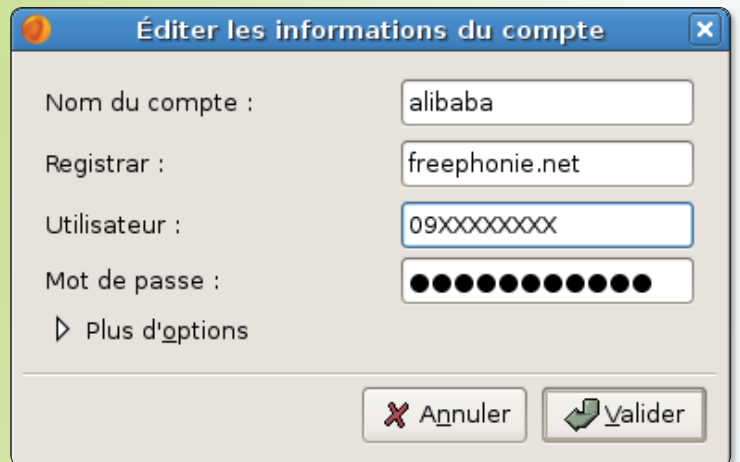 Éditer les informations du compte
Nom du compte : alibaba
Registrar : freephonie.net
Utilisateur : 09XXXXXXXX
Mot de passe : ●●●●●●●●●●●
Plus d'options
Annuler Valider